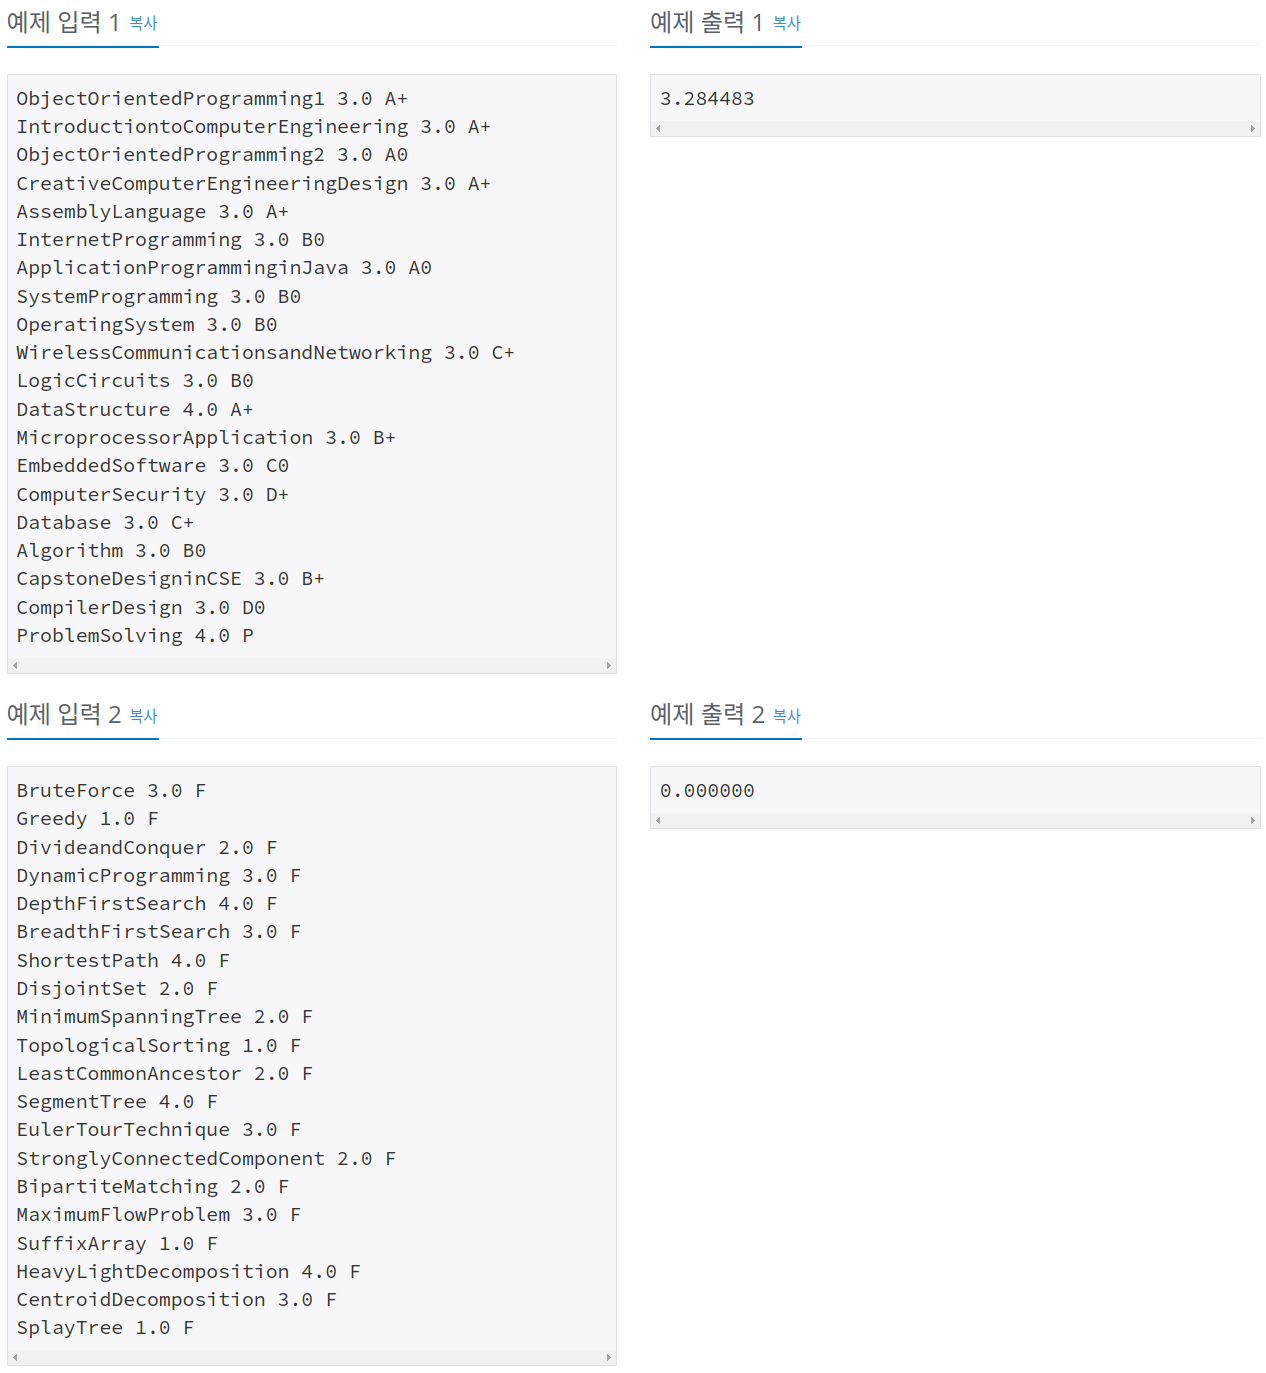 예제 입력 1 복사
ObjectOrientedProgramming1 3.0 A+
IntroductiontoComputerEngineering 3.0 A+
ObjectOrientedProgramming2 3.0 A0
CreativeComputerEngineeringDesign 3.0 A+
AssemblyLanguage 3.0 A+
InternetProgramming 3.0 B0
ApplicationProgramminginJava 3.0 A0
SystemProgramming 3.0 B0
OperatingSystem 3.0 B0
WirelessCommunicationsandNetworking 3.0 C+
LogicCircuits 3.0 B0
DataStructure 4.0 A+
MicroprocessorApplication 3.0 B+
EmbeddedSoftware 3.0 C0
ComputerSecurity 3.0 D+
Database 3.0 C+
Algorithm 3.0 B0
CapstoneDesigninCSE 3.0 B+
CompilerDesign 3.0 D0
ProblemSolving 4.0 P
예제 출력 1 복사
3.284483
예제 입력 2 복사
BruteForce 3.0 F
Greedy 1.0 F
DivideandConquer 2.0 F
DynamicProgramming 3.0 F
DepthFirstSearch 4.0 F
BreadthFirstSearch 3.0 F
ShortestPath 4.0 F
DisjointSet 2.0 F
MinimumSpanningTree 2.0 F
TopologicalSorting 1.0 F
LeastCommonAncestor 2.0 F
SegmentTree 4.0 F
EulerTourTechnique 3.0 F
StronglyConnectedComponent 2.0 F
BipartiteMatching 2.0 F
MaximumFlowProblem 3.0 F
SuffixArray 1.0 F
HeavyLightDecomposition 4.0 F
CentroidDecomposition 3.0 F
SplayTree 1.0 F
예제 출력 2 복사
0.000000